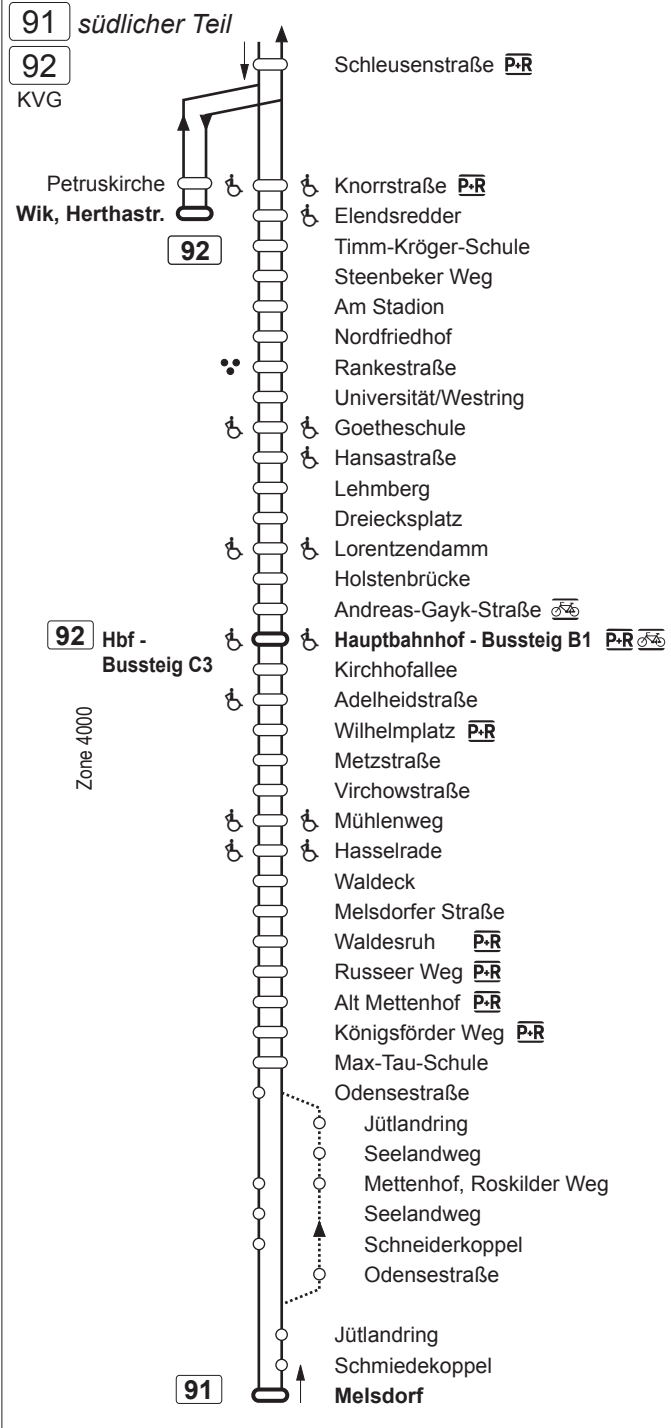 91 südlicher Teil
92
KVG
Schleusenstraße P+R
Petruskirche Knorrstraße P+R
Wik, Herthastr. Elendsredder
92 Timm-Kröger-Schule
Steenbeker Weg
Am Stadion
Nordfriedhof
Rankestraße
Universität/Westring
Goetheschule
Hansastraße
Lehmberg
Dreiecksplatz
Lorentzendamm
Holstenbrücke
Andreas-Gayk-Straße
92 Hbf - Hauptbahnhof - Bussteig B1 P+R
Bussteig C3 Kirchhofallee
Adelheidstraße
Zone 4000
Wilhelmplatz P+R
Metzstraße
Virchowstraße
Mühlenweg
Hasselrade
Waldeck
Melsdorfer Straße
Waldesruh P+R
Russeer Weg P+R
Alt Mettenhof P+R
Königsförder Weg P+R
Max-Tau-Schule
Odensestraße
Jütlandring
Seelandweg
Mettenhof, Roskilder Weg
Seelandweg
Schneiderkoppel
Odensestraße
Jütlandring
Schmiedekoppel
91 Melsdorf